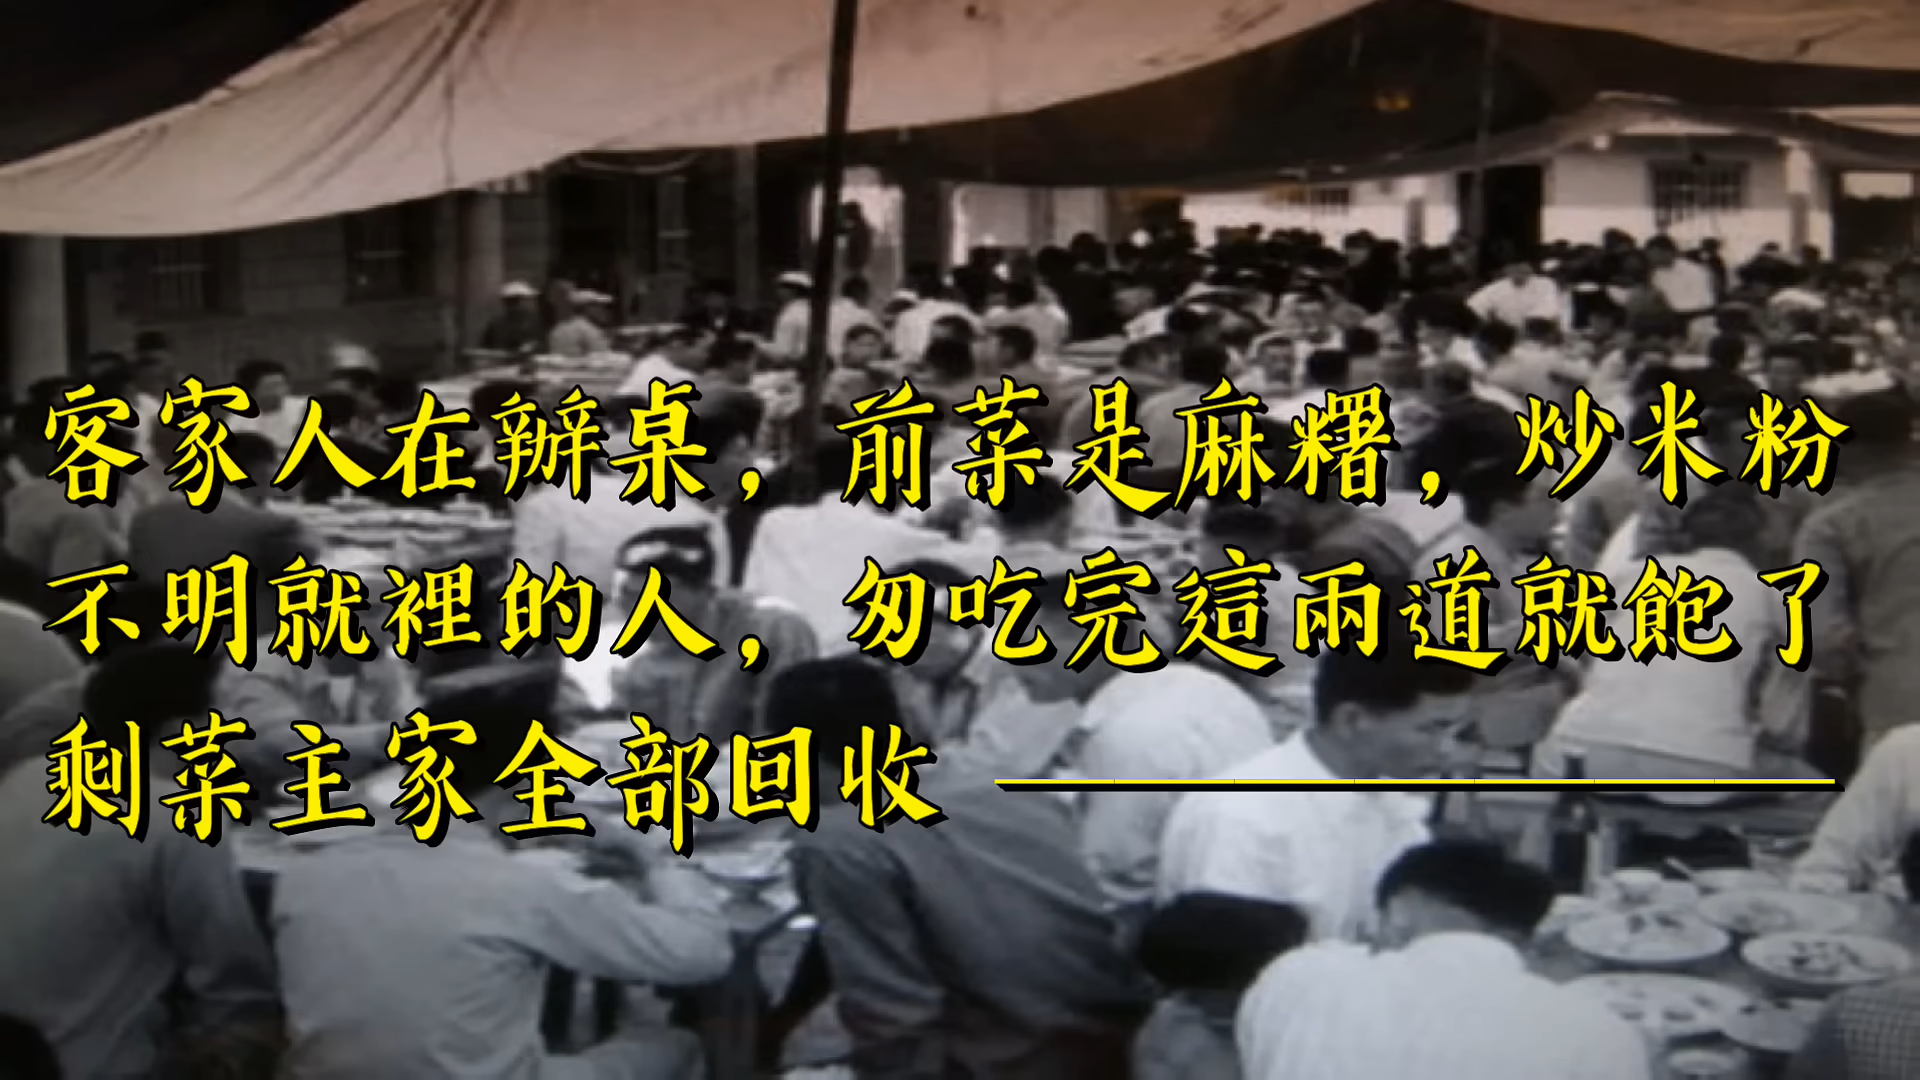 客家人在辦桌，前菜是麻糬，炒米粉
不明就裡的人，匆吃完這兩道就飽了
剩菜主家全部回收———————